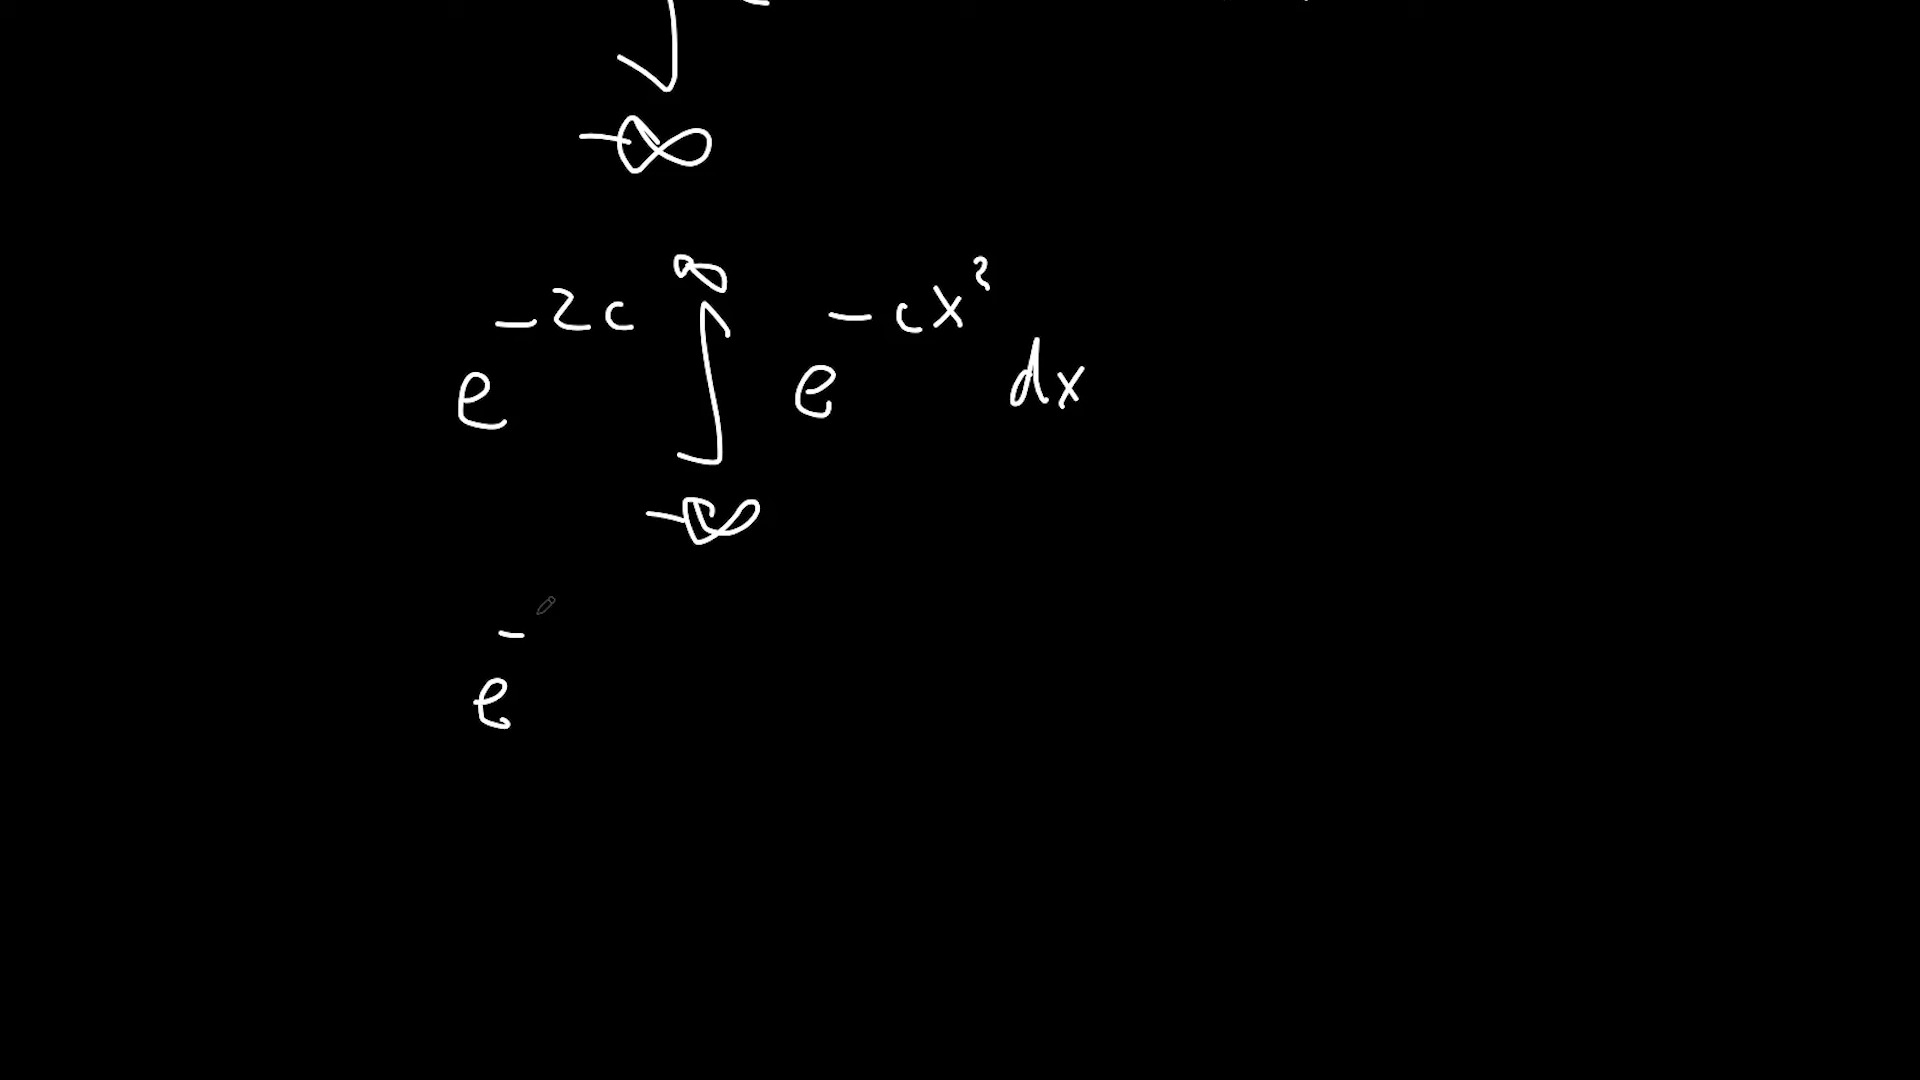 ∫ -∞
e^{-2c} ∫_{-∞}^{∞} e^{-cx²} dx
e^{-